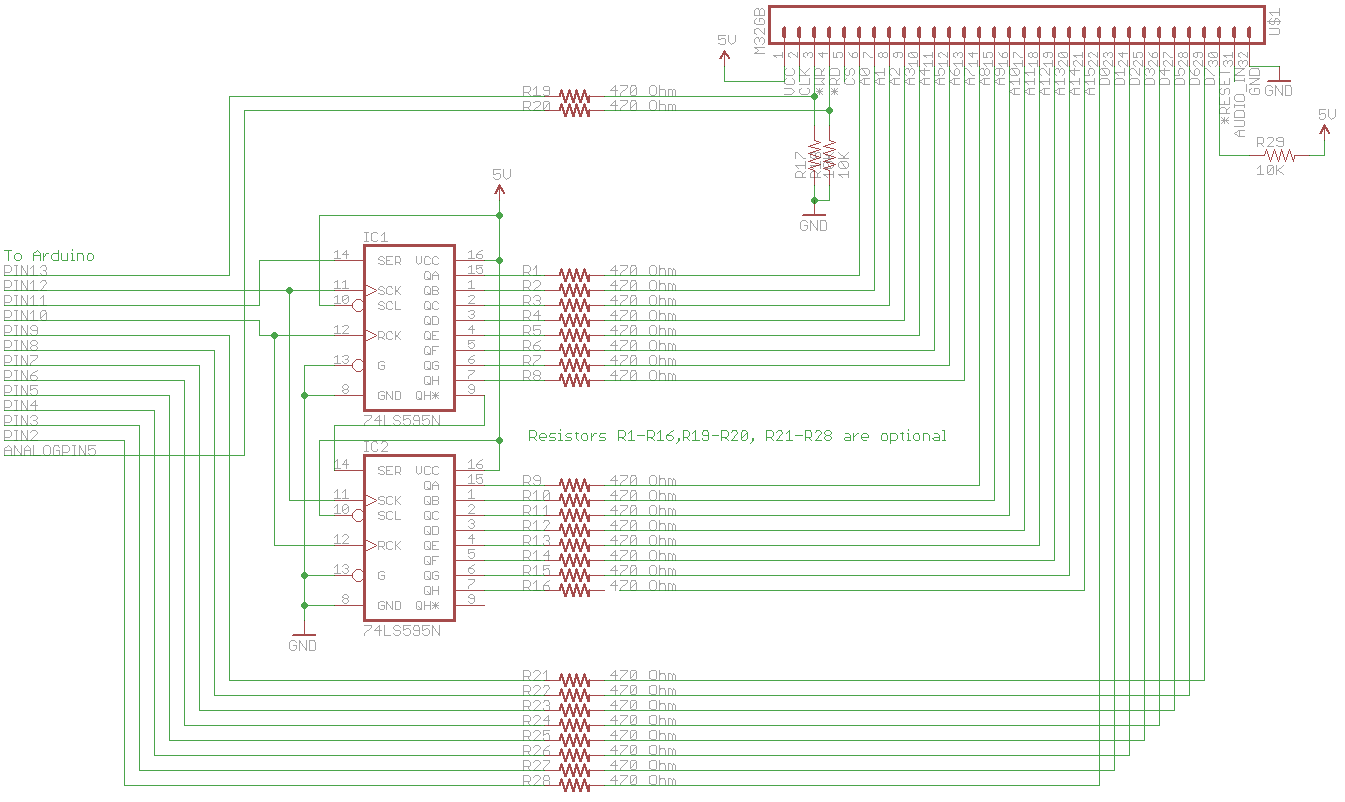 M32GB
U$1
5V
1
2
3
4
5
6
7
8
9
10
11
12
13
14
15
16
17
18
19
20
21
22
23
24
25
26
27
28
29
30
31
32
VCC
CLK
*WR
*RD
CS
A0
A1
A2
A3
A4
A5
A6
A7
A8
A9
A10
A11
A12
A13
A14
A15
D0
D1
D2
D3
D4
D5
D6
D7
*RESET
AUDIO_IN
GND
GND
5V
R29
10K
R19 470 Ohm
R20 470 Ohm
R17
10K
GND
5V
To Arduino
PIN13
PIN12
PIN11
PIN10
PIN9
PIN8
PIN7
PIN6
PIN5
PIN4
PIN3
PIN2
ANALOGPIN5
IC1
14 SER VCC 16
QA 15
11 SCK QB 1
10 SCL QC 2
QD 3
12 RCK QE 4
QF 5
13 G QG 6
QH 7
8 GND QH* 9
74LS595N
R1 470 Ohm
R2 470 Ohm
R3 470 Ohm
R4 470 Ohm
R5 470 Ohm
R6 470 Ohm
R7 470 Ohm
R8 470 Ohm
Resistors R1-R16,R19-R20, R21-R28 are optional
IC2
14 SER VCC 16
QA 15
11 SCK QB 1
10 SCL QC 2
QD 3
12 RCK QE 4
QF 5
13 G QG 6
QH 7
8 GND QH* 9
74LS595N
GND
R9 470 Ohm
R10 470 Ohm
R11 470 Ohm
R12 470 Ohm
R13 470 Ohm
R14 470 Ohm
R15 470 Ohm
R16 470 Ohm
R21 470 Ohm
R22 470 Ohm
R23 470 Ohm
R24 470 Ohm
R25 470 Ohm
R26 470 Ohm
R27 470 Ohm
R28 470 Ohm